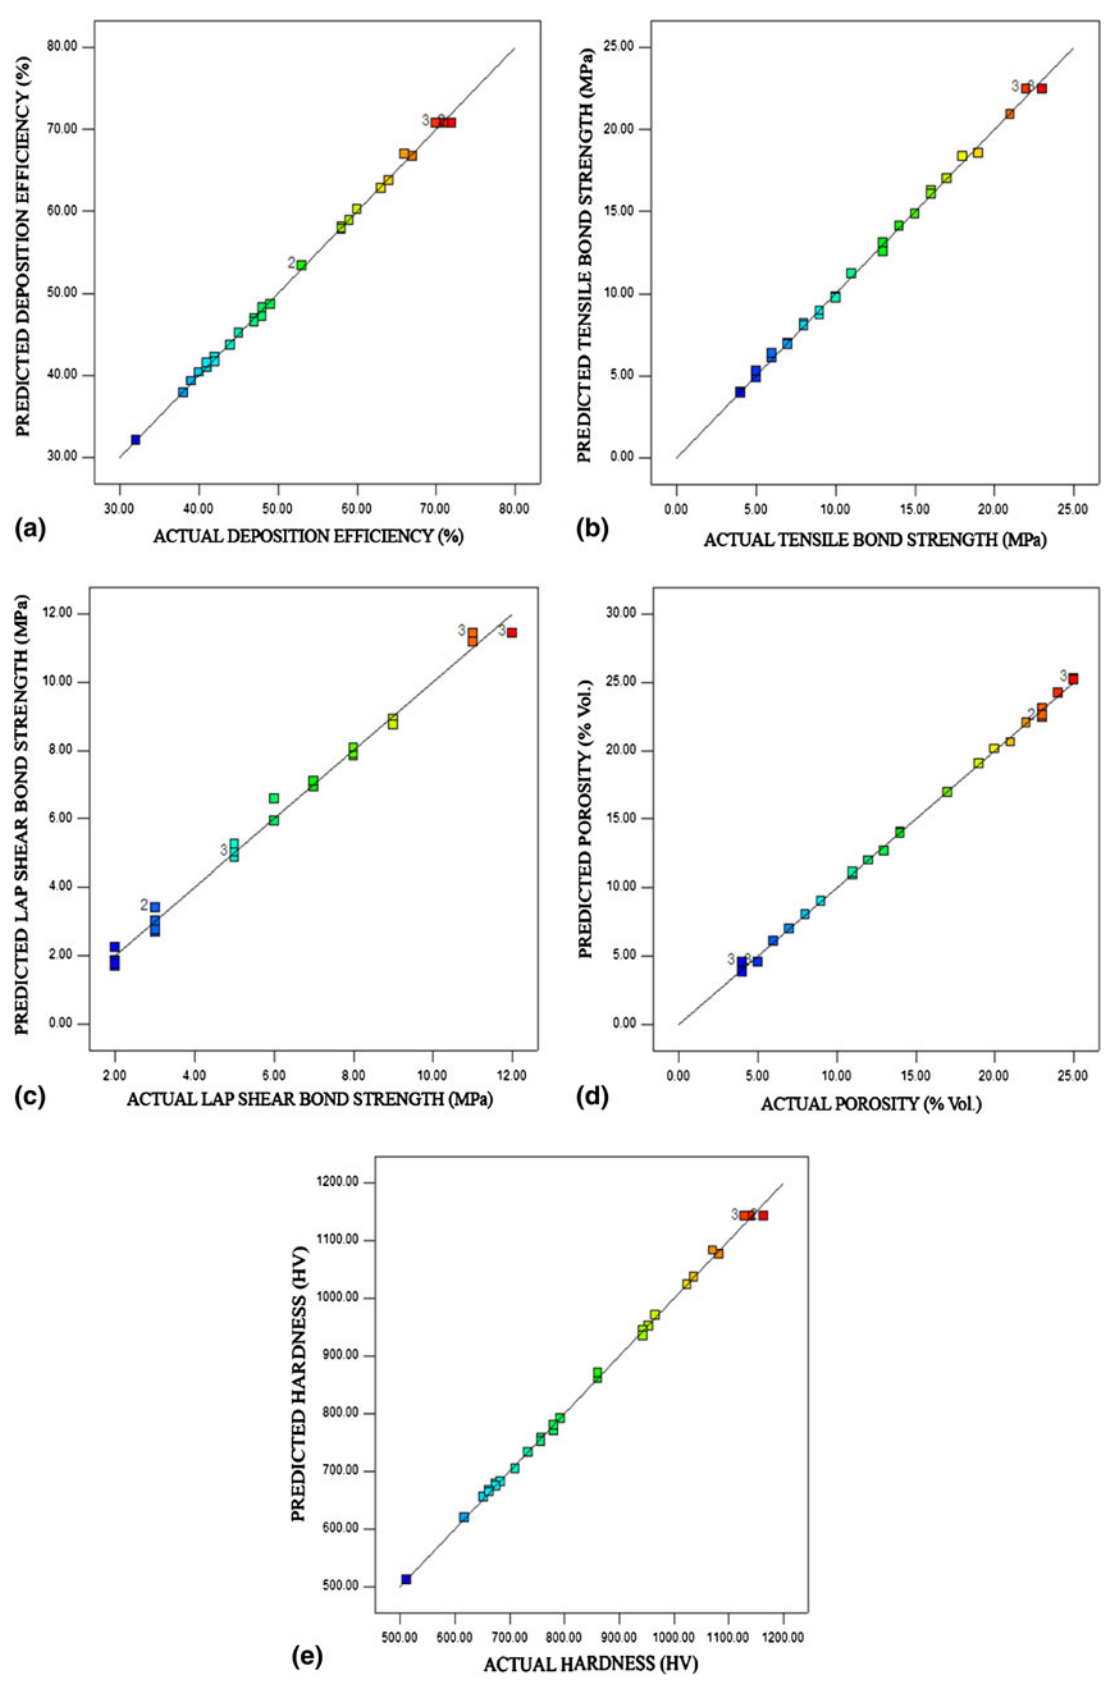 PREDICTED DEPOSITION EFFICIENCY (%)
80.00
70.00
60.00
50.00
40.00
30.00
3
2
30.00 40.00 50.00 60.00 70.00 80.00
(a) ACTUAL DEPOSITION EFFICIENCY (%)
PREDICTED TENSILE BOND STRENGTH (MPa)
25.00
20.00
15.00
10.00
5.00
0.00
3 3
0.00 5.00 10.00 15.00 20.00 25.00
(b) ACTUAL TENSILE BOND STRENGTH (MPa)
PREDICTED LAP SHEAR BOND STRENGTH (MPa)
12.00
10.00
8.00
6.00
4.00
2.00
0.00
3 3
3
2
2.00 4.00 6.00 8.00 10.00 12.00
(c) ACTUAL LAP SHEAR BOND STRENGTH (MPa)
PREDICTED POROSITY (% Vol.)
30.00
25.00
20.00
15.00
10.00
5.00
0.00
3
2
3 3
0.00 5.00 10.00 15.00 20.00 25.00
(d) ACTUAL POROSITY (% Vol.)
PREDICTED HARDNESS (HV)
1200.00
1100.00
1000.00
900.00
800.00
700.00
600.00
500.00
3
500.00 600.00 700.00 800.00 900.00 1000.00 1100.00 1200.00
(e) ACTUAL HARDNESS (HV)